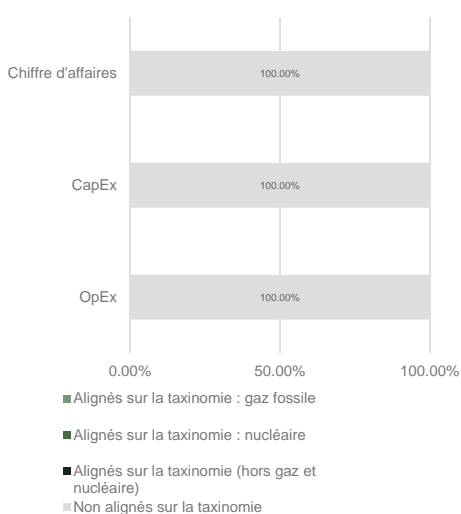 Chiffre d'affaires
100.00%
CapEx
100.00%
OpEx
100.00%
0.00% 50.00% 100.00%
Alignés sur la taxinomie : gaz fossile
Alignés sur la taxinomie : nucléaire
Alignés sur la taxinomie (hors gaz et
nucléaire)
Non alignés sur la taxinomie